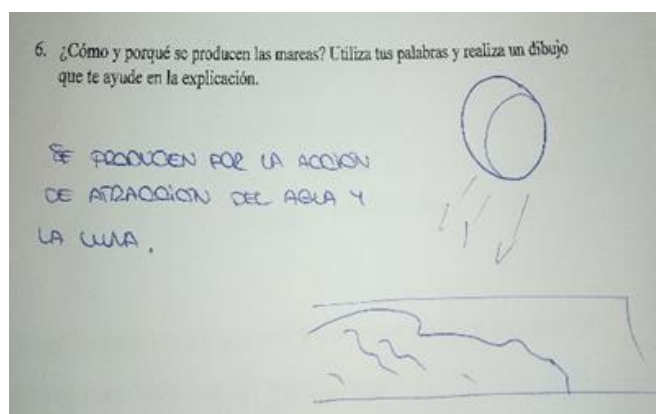 6. ¿Cómo y porqué se producen las mareas? Utiliza tus palabras y realiza un dibujo
que te ayude en la explicación.
SE PRODUCEN POR LA ACCION
DE ATRACCION DEL AGUA Y
LA LUNA.